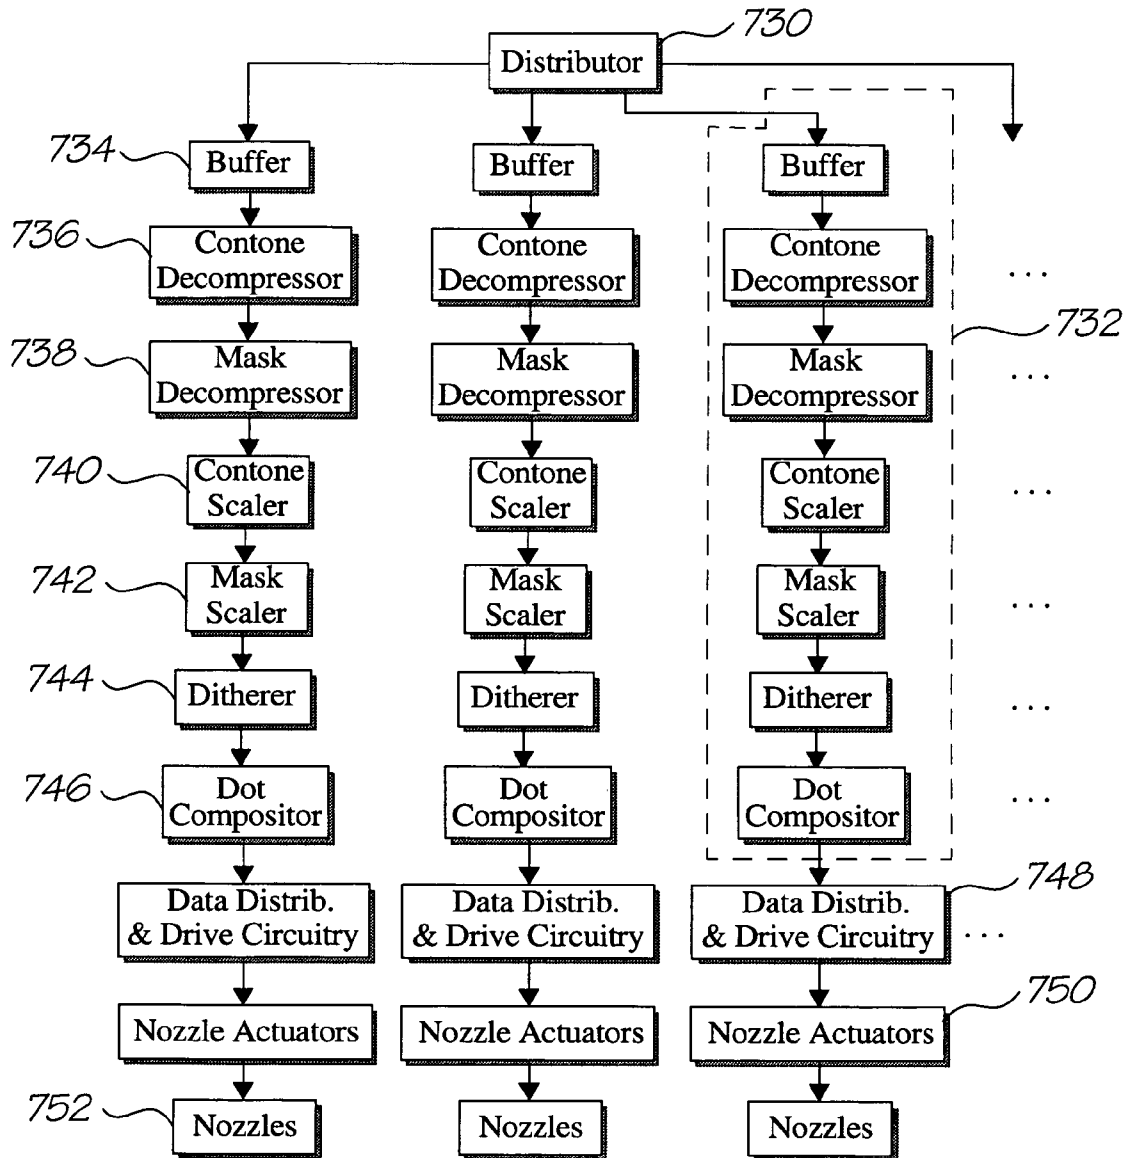 730
Distributor
734
Buffer
Buffer
Buffer
736
Contone
Decompressor
Contone
Decompressor
Contone
Decompressor
...
732
738
Mask
Decompressor
Mask
Decompressor
Mask
Decompressor
...
740
Contone
Scaler
Contone
Scaler
Contone
Scaler
...
742
Mask
Scaler
Mask
Scaler
Mask
Scaler
...
744
Ditherer
Ditherer
Ditherer
...
746
Dot
Compositor
Dot
Compositor
Dot
Compositor
...
748
Data Distrib.
& Drive Circuitry
Data Distrib.
& Drive Circuitry
Data Distrib.
& Drive Circuitry
...
750
Nozzle Actuators
Nozzle Actuators
Nozzle Actuators
752
Nozzles
Nozzles
Nozzles